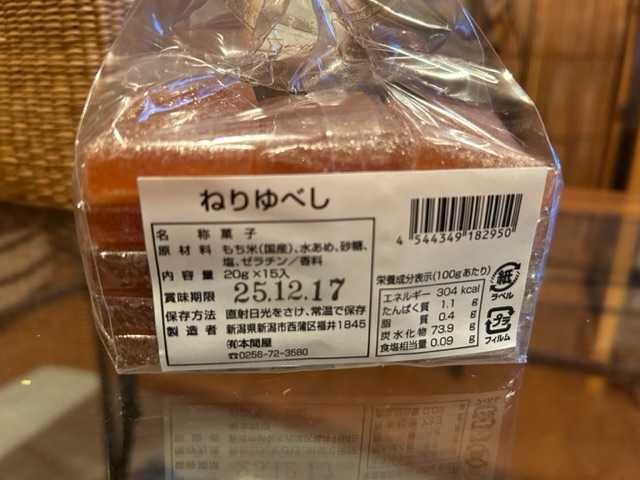 ねりゆべし
名称 菓子
原材料 もち米(国産)、水あめ、砂糖、
塩、ゼラチン／香料
内容量 20g×15入
賞味期限 25.12.17
保存方法 直射日光をさけ、常温で保存
製造者 新潟県新潟市西蒲区福井1845
㈲本間屋
☎0256-72-3580
4 544349 182950
栄養成分表示(100gあたり)
エネルギー 304 kcal
たんぱく質 1.1 g
脂質 0.4 g
炭水化物 73.9 g
食塩相当量 0.09 g
紙
ラベル
プラ
フィルム